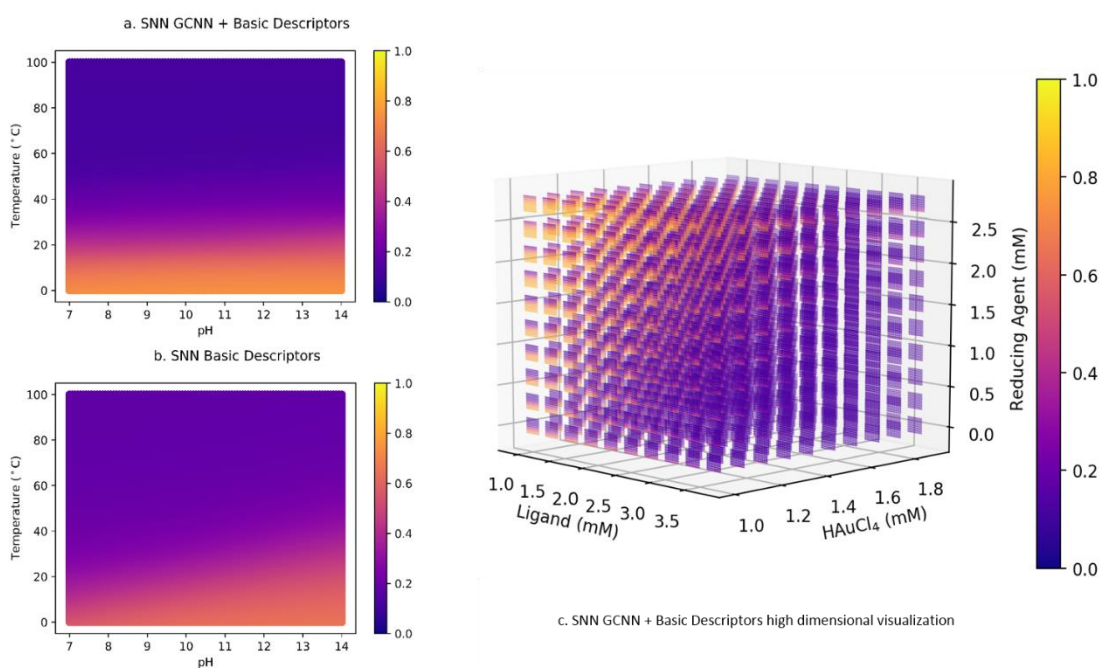 a. SNN GCNN + Basic Descriptors
Temperature (°C)
100
80
60
40
20
0
7 8 9 10 11 12 13 14
pH
1.0
0.8
0.6
0.4
0.2
0.0
b. SNN Basic Descriptors
Temperature (°C)
100
80
60
40
20
0
7 8 9 10 11 12 13 14
pH
1.0
0.8
0.6
0.4
0.2
0.0
1.0 1.5 2.0 2.5 3.0 3.5
Ligand (mM)
1.0 1.2 1.4 1.6 1.8
HAuCl₄ (mM)
2.5
2.0
1.5
1.0
0.5
0.0
Reducing Agent (mM)
1.0
0.8
0.6
0.4
0.2
0.0
c. SNN GCNN + Basic Descriptors high dimensional visualization